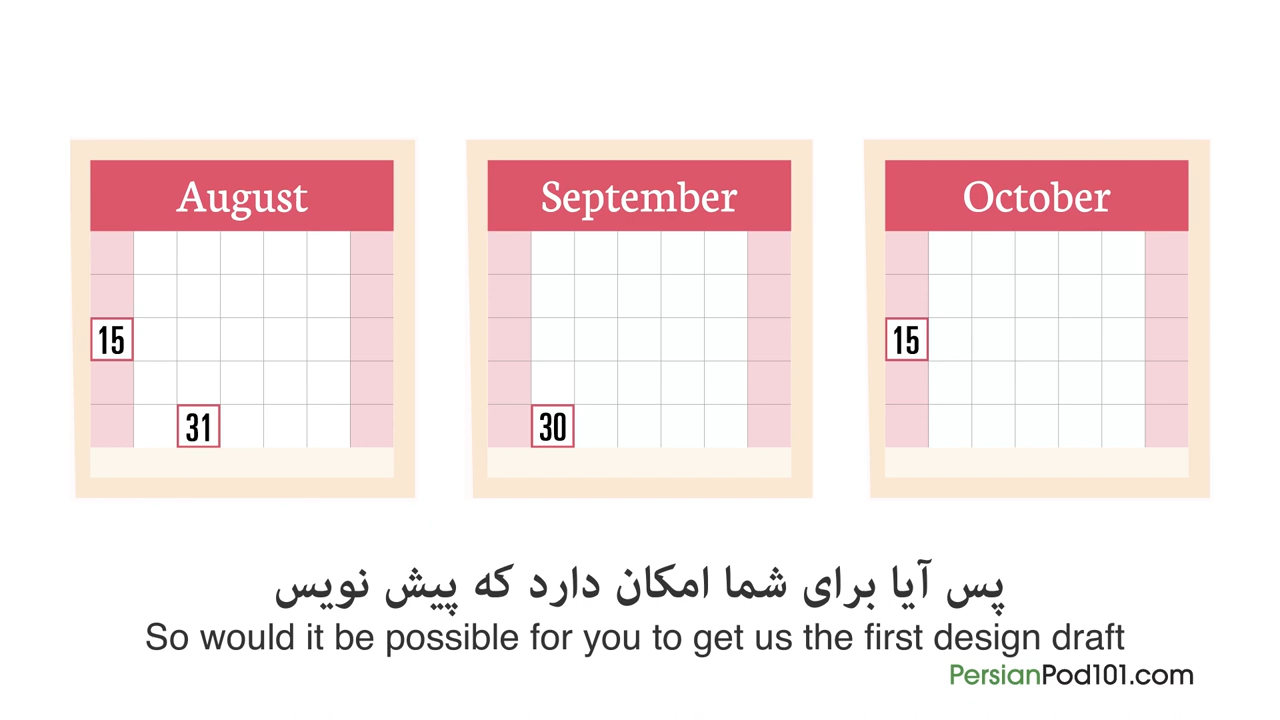 August
15
31
September
30
October
15
پس آیا برای شما امکان دارد که پیش نویس
So would it be possible for you to get us the first design draft
PersianPod101.com